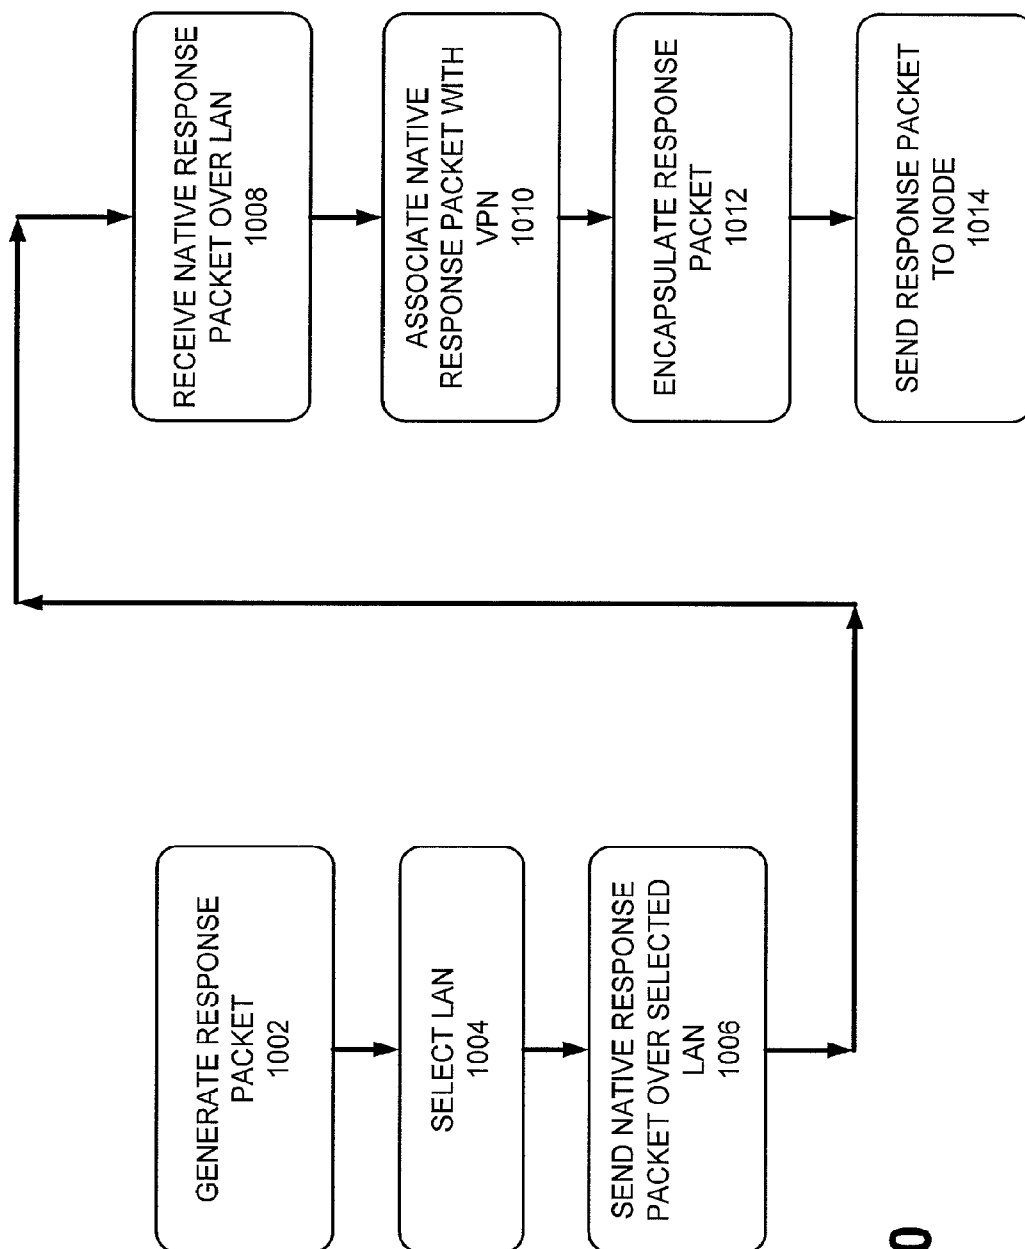 GENERATE RESPONSE
PACKET
1002
SELECT LAN
1004
SEND NATIVE RESPONSE
PACKET OVER SELECTED
LAN
1006
RECEIVE NATIVE RESPONSE
PACKET OVER LAN
1008
ASSOCIATE NATIVE
RESPONSE PACKET WITH
VPN
1010
ENCAPSULATE RESPONSE
PACKET
1012
SEND RESPONSE PACKET
TO NODE
1014
0